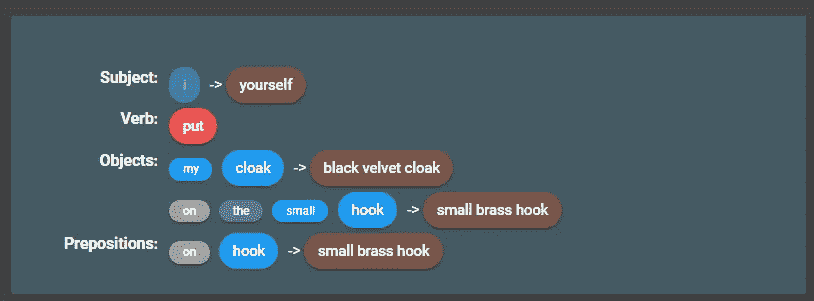 Subject: i -> yourself
Verb: put
Objects: my cloak -> black velvet cloak
on the small hook -> small brass hook
Prepositions: on hook -> small brass hook